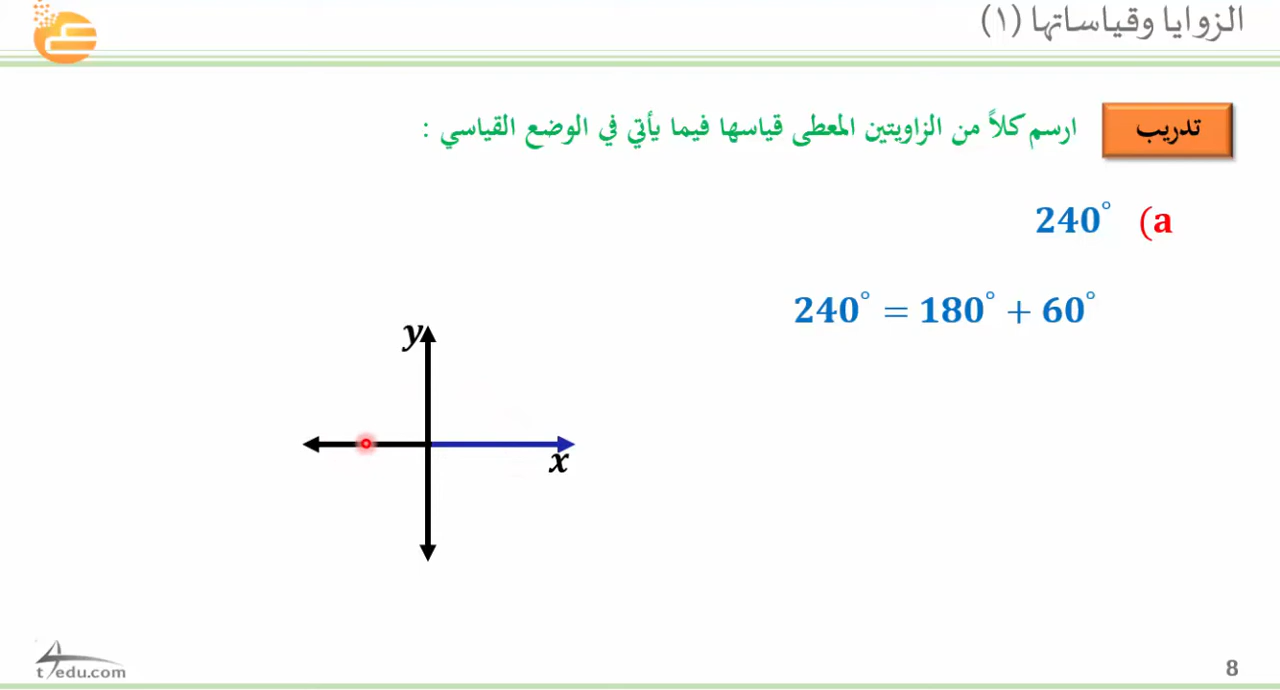 الزوايا وقياساتها (١)
تدريب
ارسم كلاً من الزاويتين المعطى قياسها فيما يأتي في الوضع القياسي :
240° (a
240° = 180° + 60°
y
x
t4edu.com
8